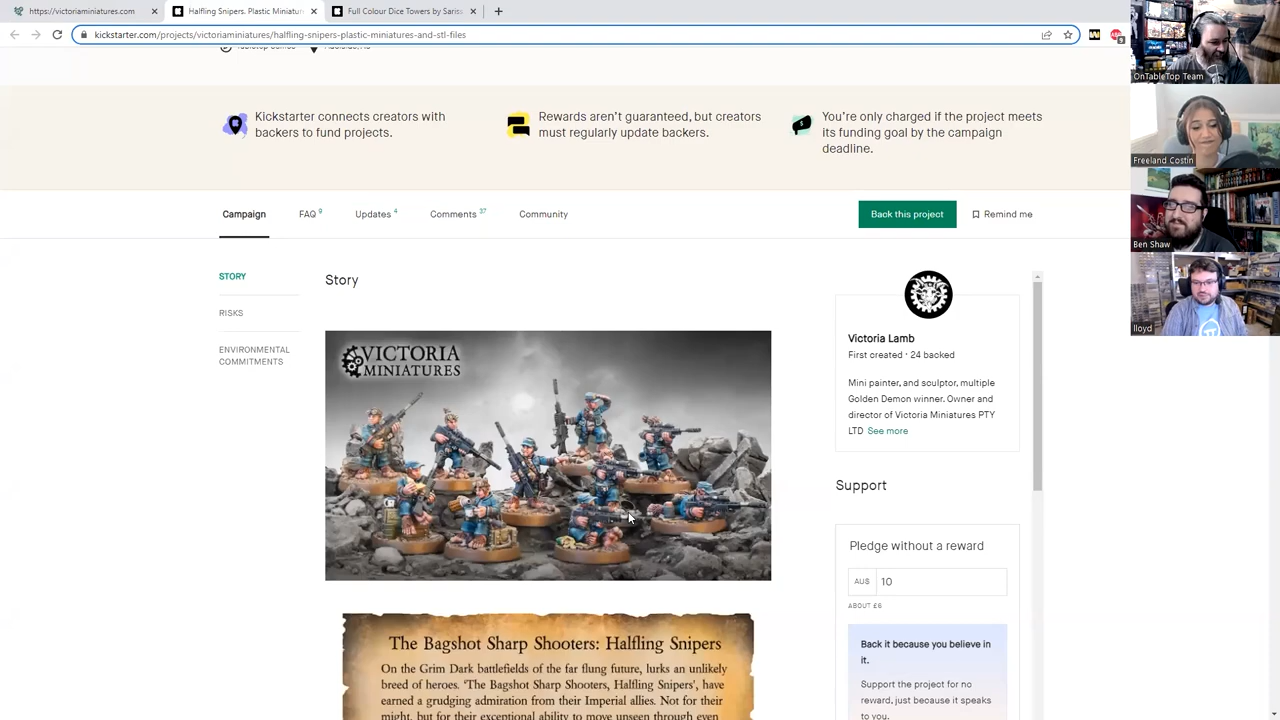 https://victoriaminiatures.com
Halfling Snipers. Plastic Miniatur
Full Colour Dice Towers by Sariss
kickstarter.com/projects/victoriaminiatures/halfling-snipers-plastic-miniatures-and-stl-files
Kickstarter connects creators with
backers to fund projects.
Rewards aren't guaranteed, but creators
must regularly update backers.
You're only charged if the project meets
its funding goal by the campaign
deadline.
Campaign
FAQ 9
Updates 4
Comments 37
Community
Back this project
Remind me
STORY
RISKS
ENVIRONMENTAL
COMMITMENTS
Story
VICTORIA
MINIATURES
The Bagshot Sharp Shooters: Halfling Snipers
On the Grim Dark battlefields of the far flung future, lurks an unlikely
breed of heroes. 'The Bagshot Sharp Shooters, Halfling Snipers', have
earned a grudging admiration from their Imperial allies. Not for their
might, but for their exceptional ability to move unseen through even
Victoria Lamb
First created · 24 backed
Mini painter, and sculptor, multiple
Golden Demon winner. Owner and
director of Victoria Miniatures PTY
LTD See more
Support
Pledge without a reward
AU$ 10
ABOUT £6
Back it because you believe in
it.
Support the project for no
reward, just because it speaks
to you.
OnTableTop Team
Freeland Costin
Ben Shaw
lloyd